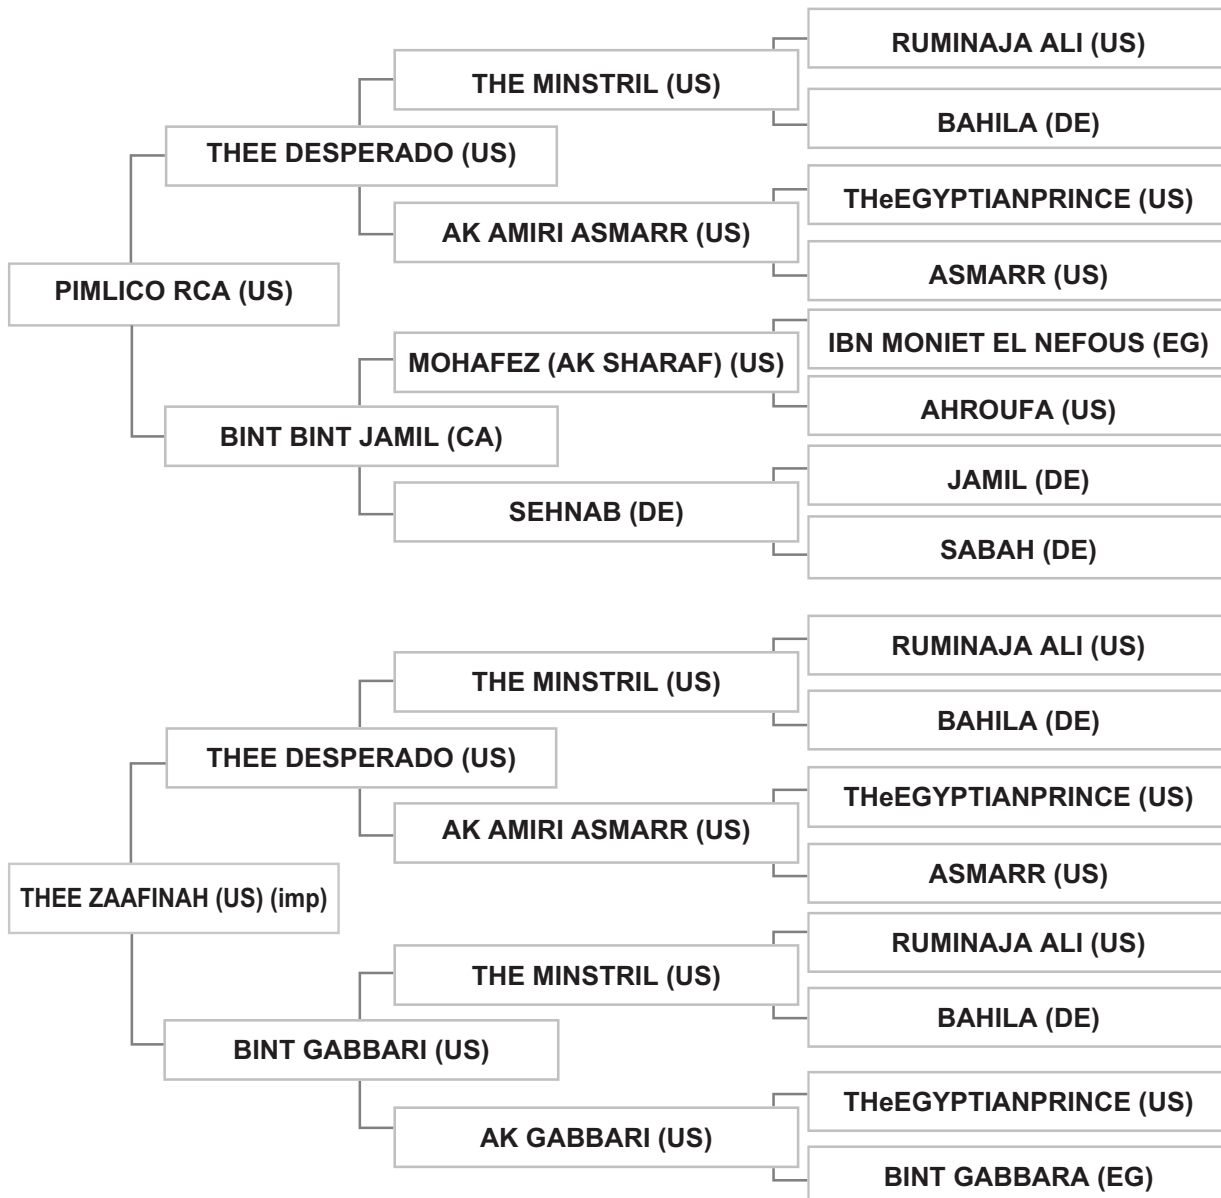 RUMINAJA ALI (US)
THE MINSTRIL (US)
BAHILA (DE)
THEE DESPERADO (US)
THeEGYPTIANPRINCE (US)
AK AMIRI ASMARR (US)
ASMARR (US)
PIMLICO RCA (US)
IBN MONIET EL NEFOUS (EG)
MOHAFEZ (AK SHARAF) (US)
AHROUFA (US)
BINT BINT JAMIL (CA)
JAMIL (DE)
SEHNAB (DE)
SABAH (DE)
RUMINAJA ALI (US)
THE MINSTRIL (US)
BAHILA (DE)
THEE DESPERADO (US)
THeEGYPTIANPRINCE (US)
AK AMIRI ASMARR (US)
ASMARR (US)
THEE ZAAFINAH (US) (imp)
RUMINAJA ALI (US)
THE MINSTRIL (US)
BAHILA (DE)
BINT GABBARI (US)
THeEGYPTIANPRINCE (US)
AK GABBARI (US)
BINT GABBARA (EG)